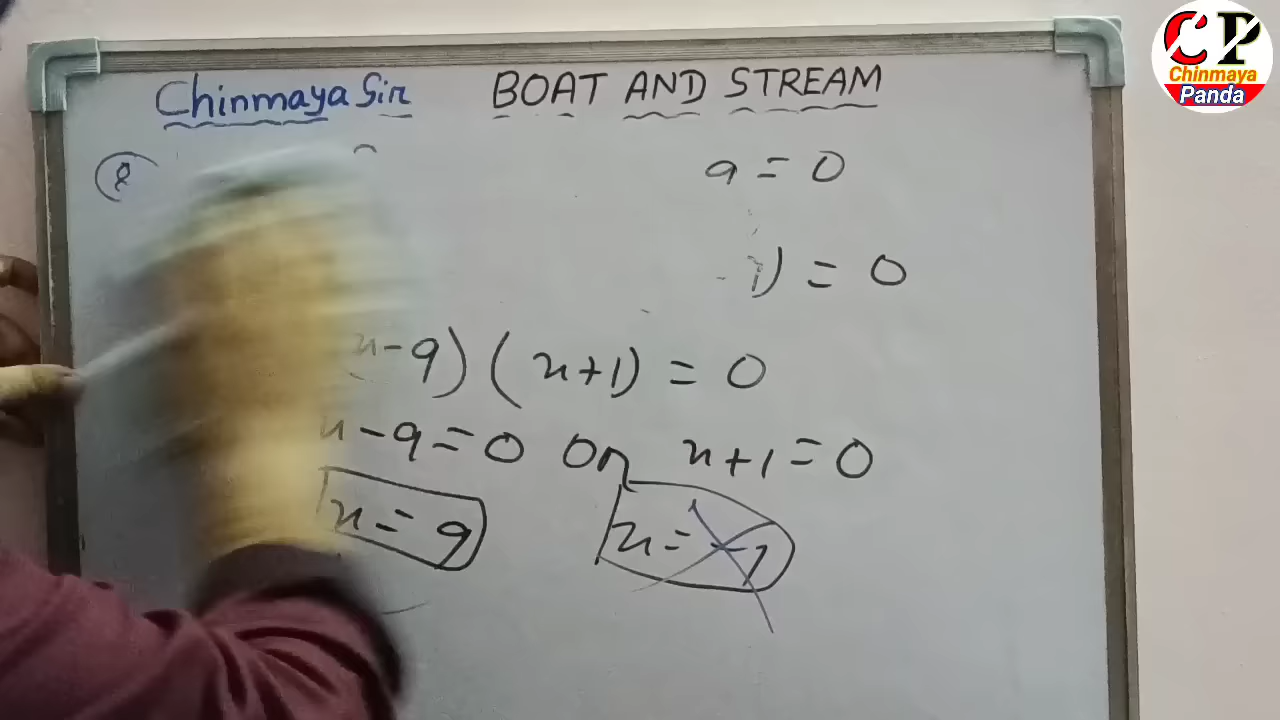 CP
Chinmaya
Panda
Chinmaya Sir BOAT AND STREAM
8
9 = 0
1) = 0
x-9) (x+1) = 0
x-9=0 or x+1=0
x=9 x=-1